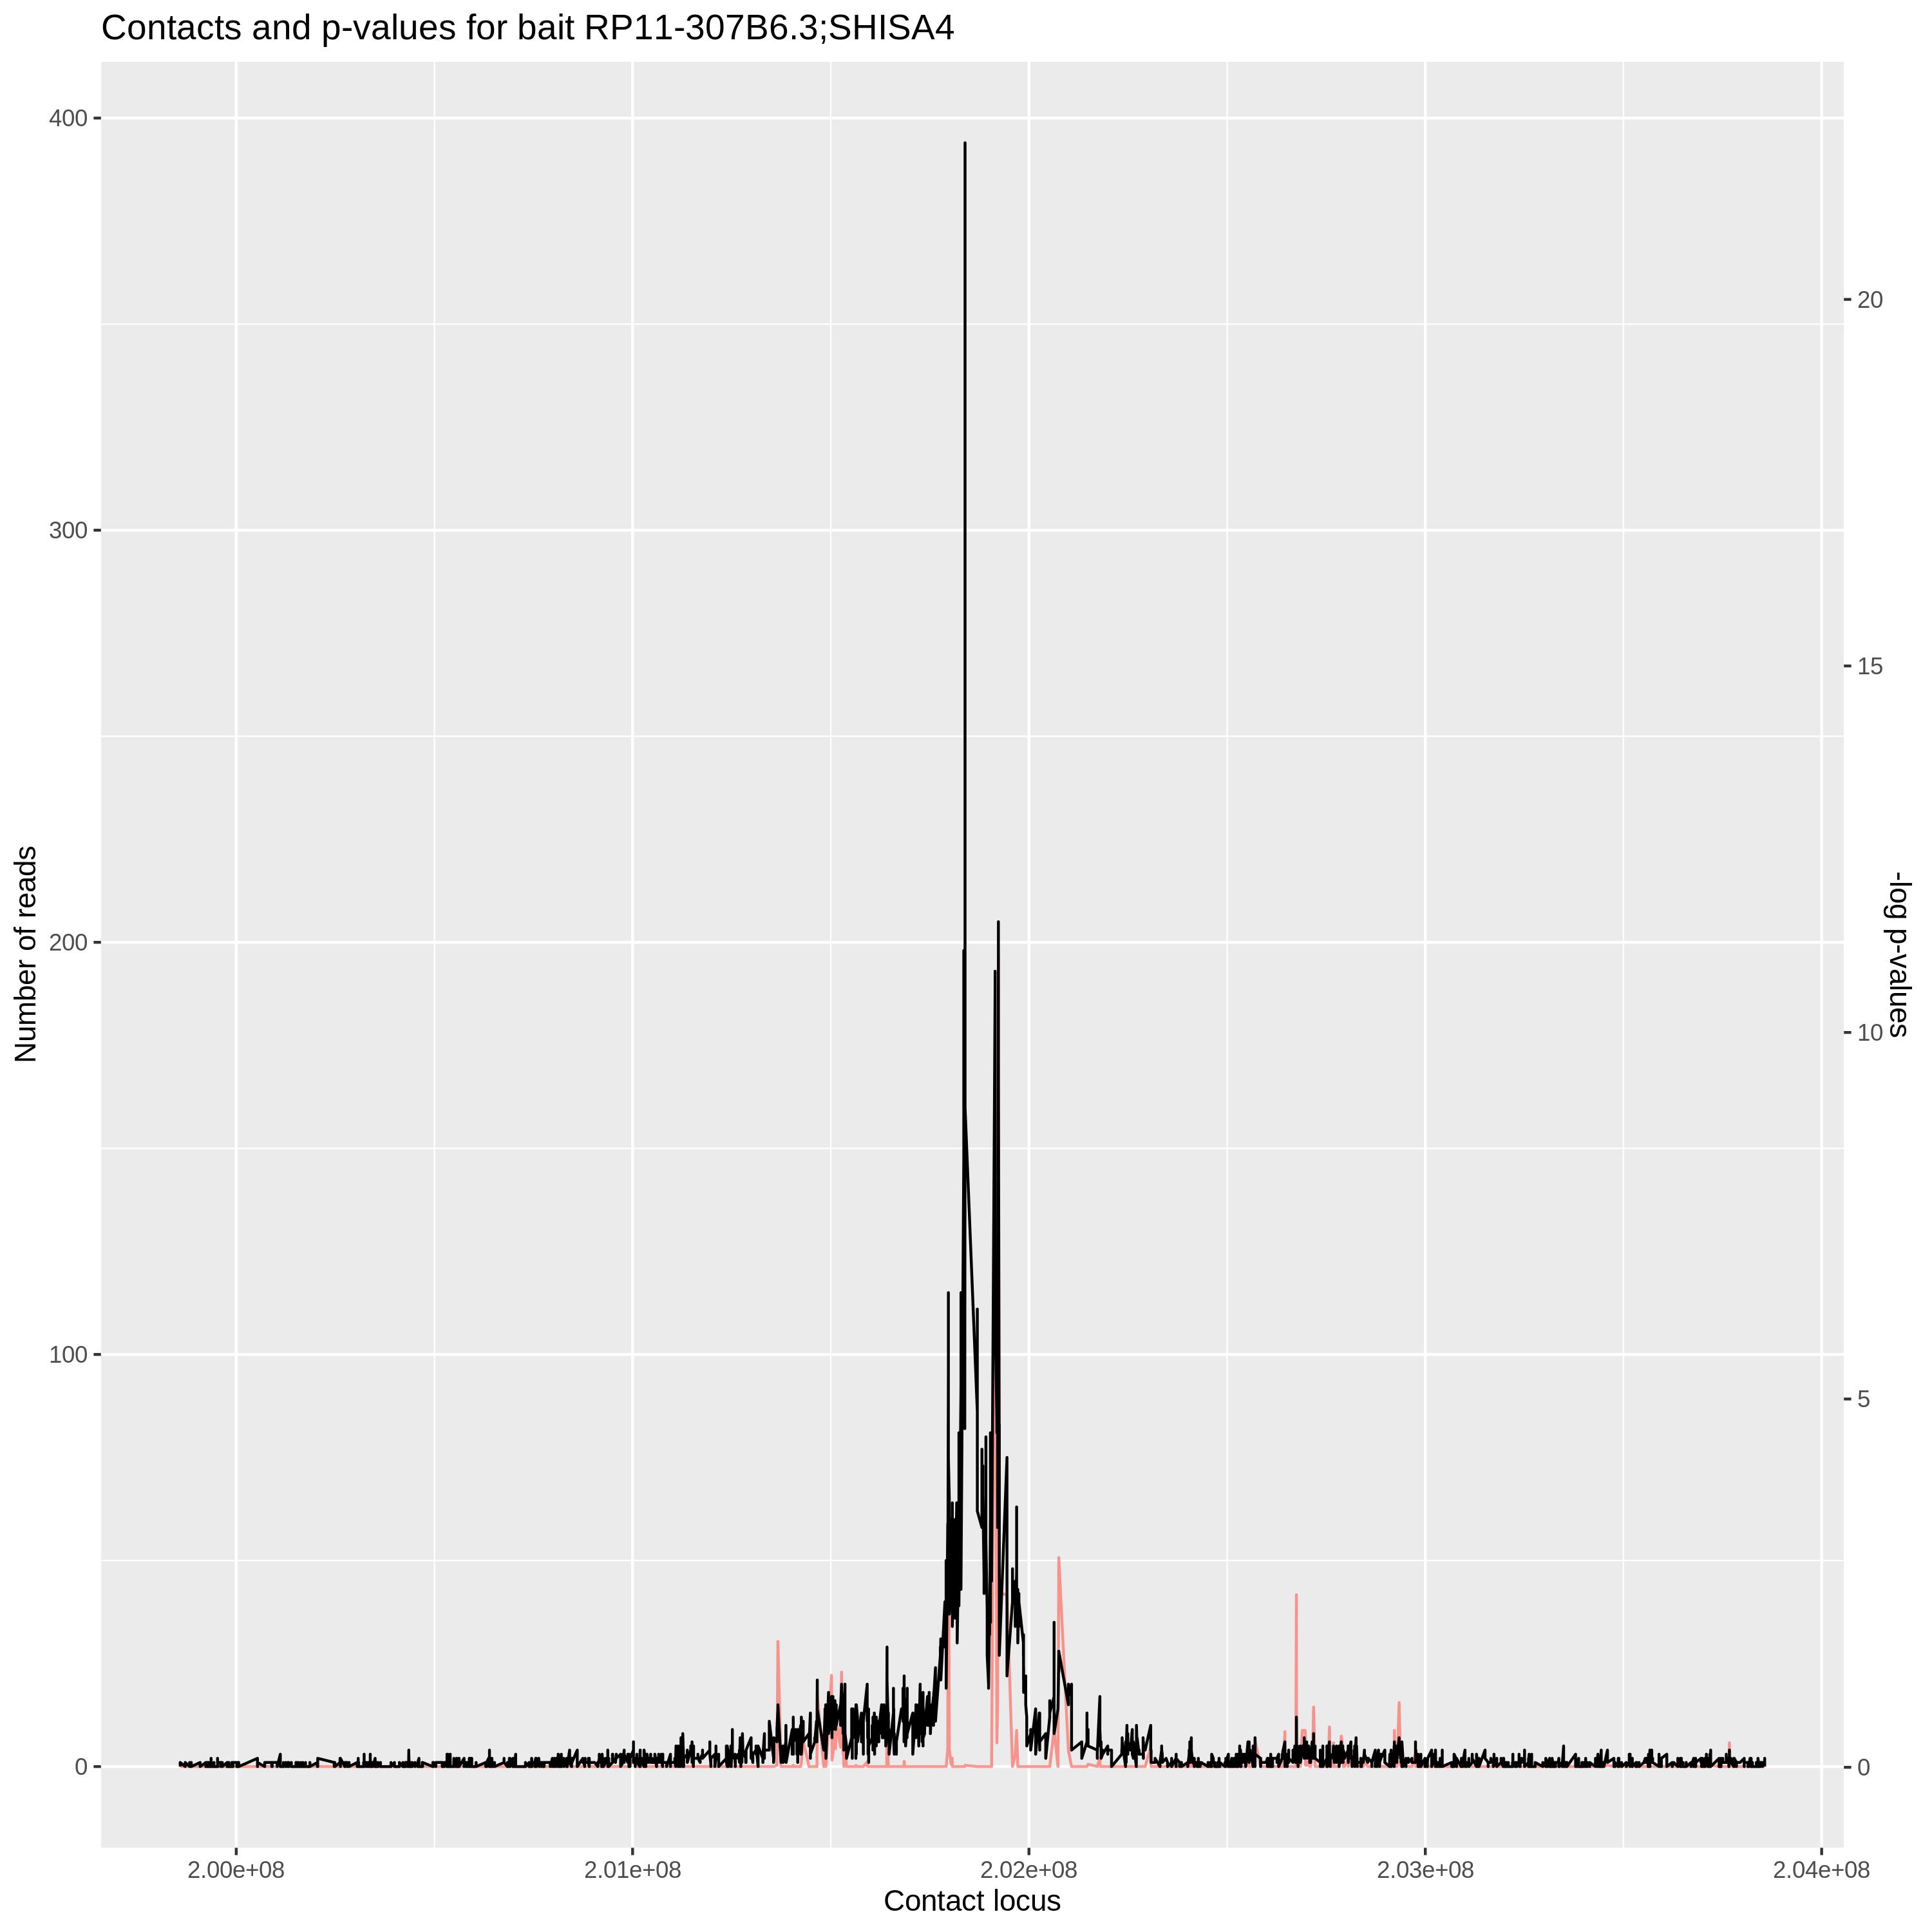 Contacts and p-values for bait RP11-307B6.3;SHISA4
400
300
200
100
0
Number of reads
20
15
10
5
0
-log p-values
2.00e+08
2.01e+08
2.02e+08
2.03e+08
2.04e+08
Contact locus